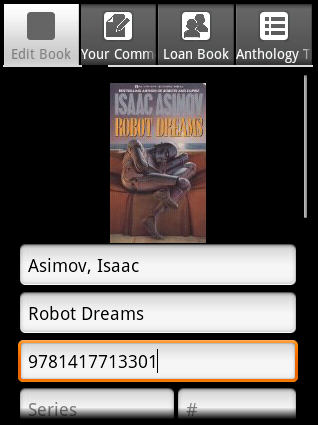 Edit Book
Your Comm
Loan Book
Anthology T
ISAAC ASIMOV
ROBOT DREAMS
Asimov, Isaac
Robot Dreams
9781417713301
Series
#